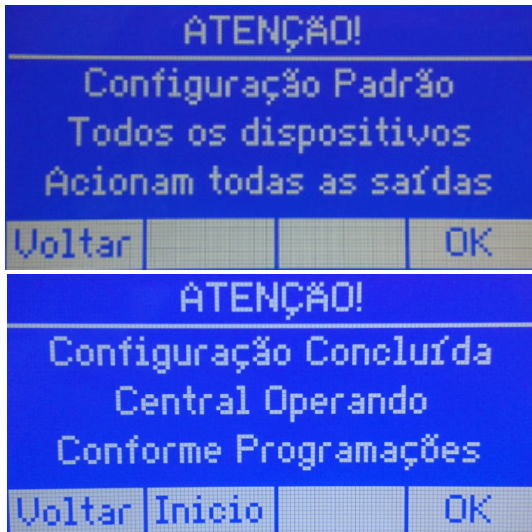 ATENÇÃO!
Configuração Padrão
Todos os dispositivos
Acionam todas as saídas
Voltar OK
ATENÇÃO!
Configuração Concluída
Central Operando
Conforme Programações
Voltar Inicio OK